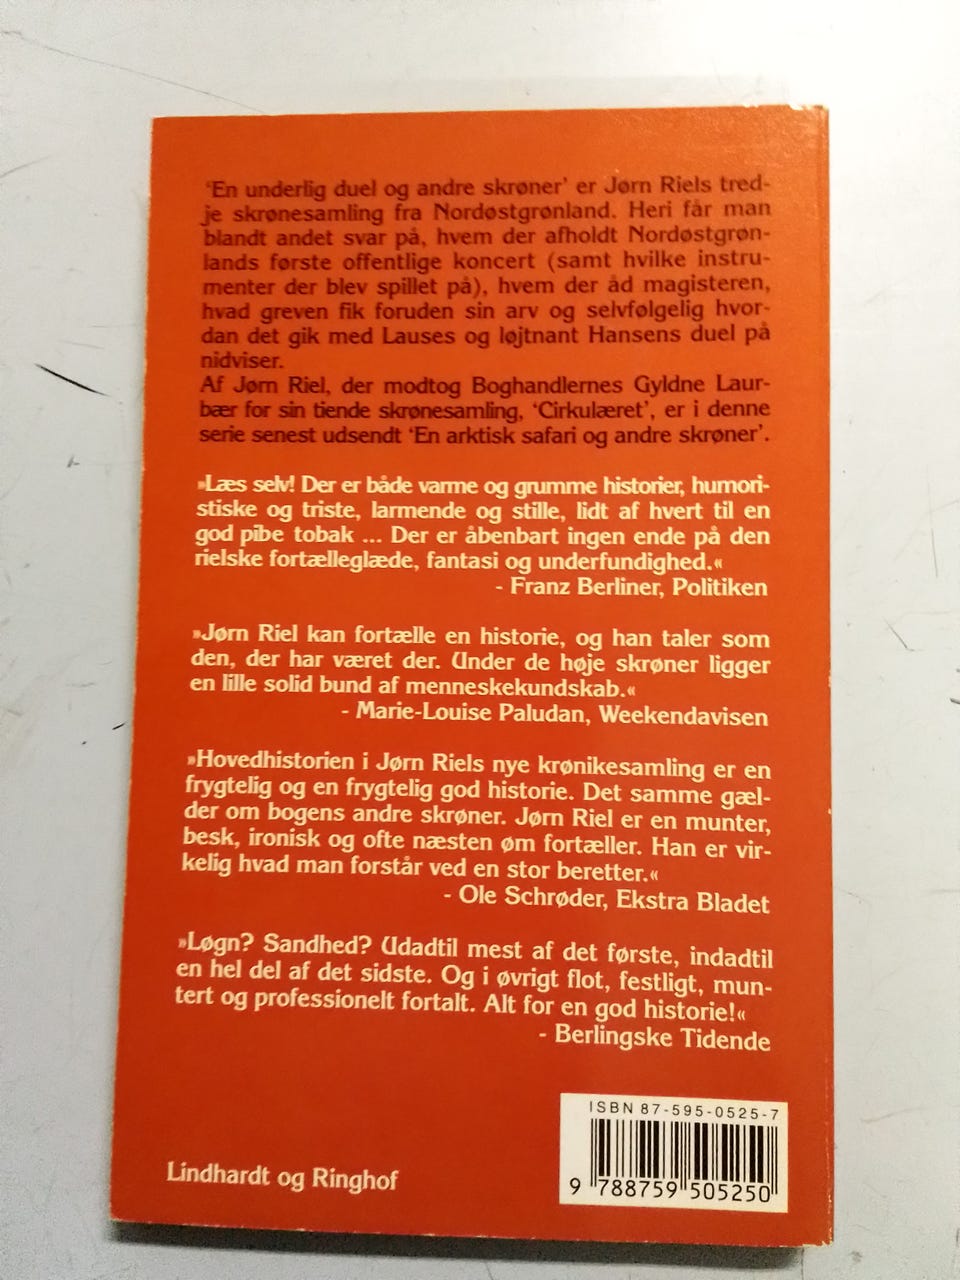 ‘En underlig duel og andre skrøner’ er Jørn Riels tred-
je skrønesamling fra Nordøstgrønland. Heri får man
blandt andet svar på, hvem der afholdt Nordøstgrøn-
lands første offentlige koncert (samt hvilke instru-
menter der blev spillet på), hvem der åd magisteren,
hvad greven fik foruden sin arv og selvfølgelig hvor-
dan det gik med Lauses og løjtnant Hansens duel på
nidviser.
Af Jørn Riel, der modtog Boghandlernes Gyldne Laur-
bær for sin tiende skrønesamling, ‘Cirkulæret’, er i denne
serie senest udsendt ‘En arktisk safari og andre skrøner’.
»Læs selv! Der er både varme og grumme historier, humori-
stiske og triste, larmende og stille, lidt af hvert til en
god pibe tobak ... Der er åbenbart ingen ende på den
rielske fortælleglæde, fantasi og underfundighed.«
- Franz Berliner, Politiken
»Jørn Riel kan fortælle en historie, og han taler som
den, der har været der. Under de høje skrøner ligger
en lille solid bund af menneskekundskab.«
- Marie-Louise Paludan, Weekendavisen
»Hovedhistorien i Jørn Riels nye krønikesamling er en
frygtelig og en frygtelig god historie. Det samme gæl-
der om bogens andre skrøner. Jørn Riel er en munter,
besk, ironisk og ofte næsten øm fortæller. Han er vir-
kelig hvad man forstår ved en stor beretter.«
- Ole Schrøder, Ekstra Bladet
»Løgn? Sandhed? Udadtil mest af det første, indadtil
en hel del af det sidste. Og i øvrigt flot, festligt, mun-
tert og professionelt fortalt. Alt for en god historie!«
- Berlingske Tidende
ISBN 87-595-0525-7
9 788759 505250
Lindhardt og Ringhof